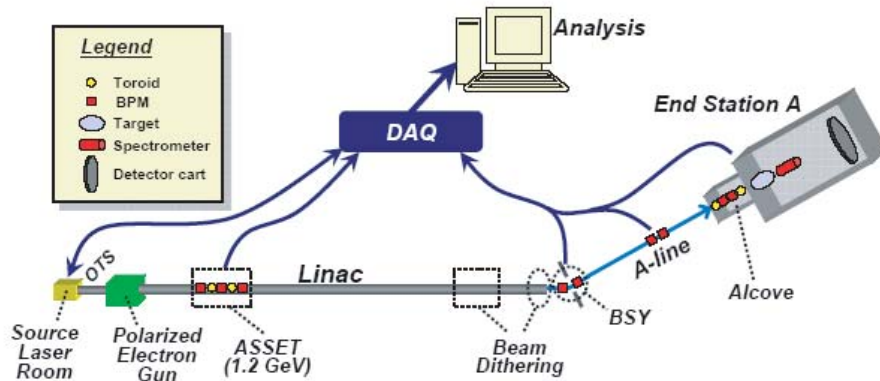 Analysis
Legend
Toroid
BPM
Target
Spectrometer
Detector cart
DAQ
End Station A
OTS
Linac
A-line
Alcove
BSY
Source
Laser
Room
Polarized
Electron
Gun
ASSET
(1.2 GeV)
Beam
Dithering